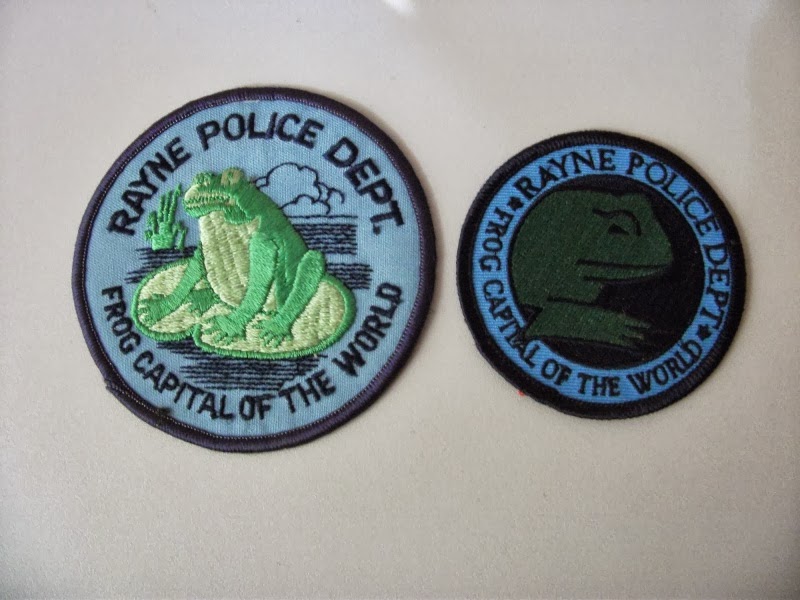 RAYNE POLICE DEPT.
FROG CAPITAL OF THE WORLD
RAYNE POLICE DEPT
FROG CAPITAL OF THE WORLD